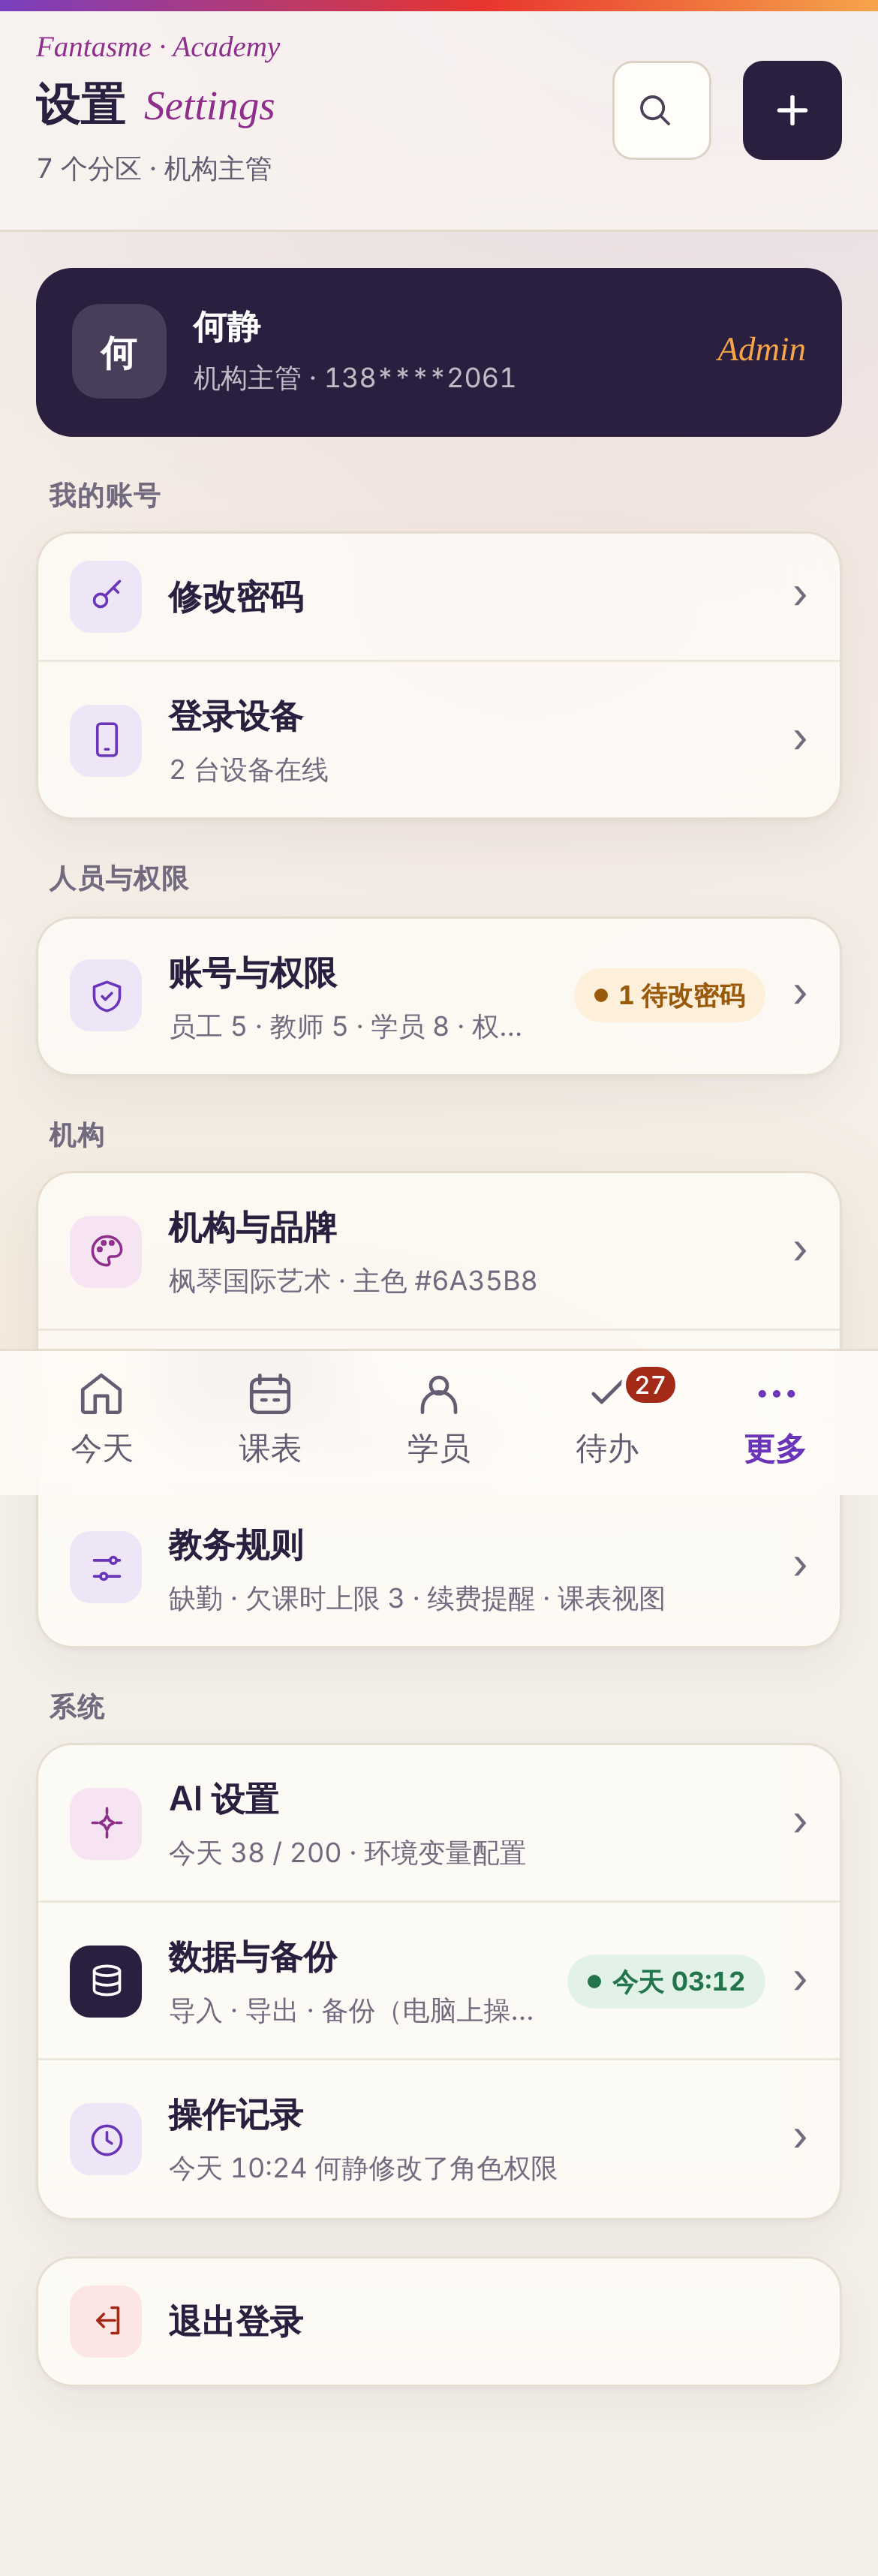 Fantasme · Academy
设置 Settings
7 个分区 · 机构主管
何
何静
机构主管 · 138****2061
Admin
我的账号
修改密码
登录设备
2 台设备在线
人员与权限
账号与权限
员工 5 · 教师 5 · 学员 8 · 权...
1 待改密码
机构
机构与品牌
枫琴国际艺术 · 主色 #6A35B8
27
今天 课表 学员 待办 更多
教务规则
缺勤 · 欠课时上限 3 · 续费提醒 · 课表视图
系统
AI 设置
今天 38 / 200 · 环境变量配置
数据与备份
导入 · 导出 · 备份（电脑上操...
今天 03:12
操作记录
今天 10:24 何静修改了角色权限
退出登录